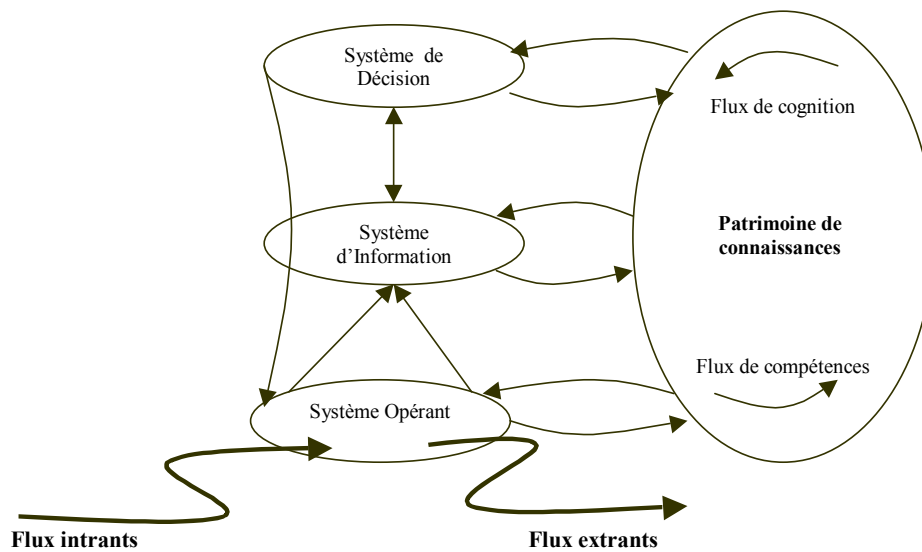 Système de
Décision
Flux de cognition
Système
d'Information
Patrimoine de
connaissances
Flux de compétences
Système Opérant
Flux intrants
Flux extrants